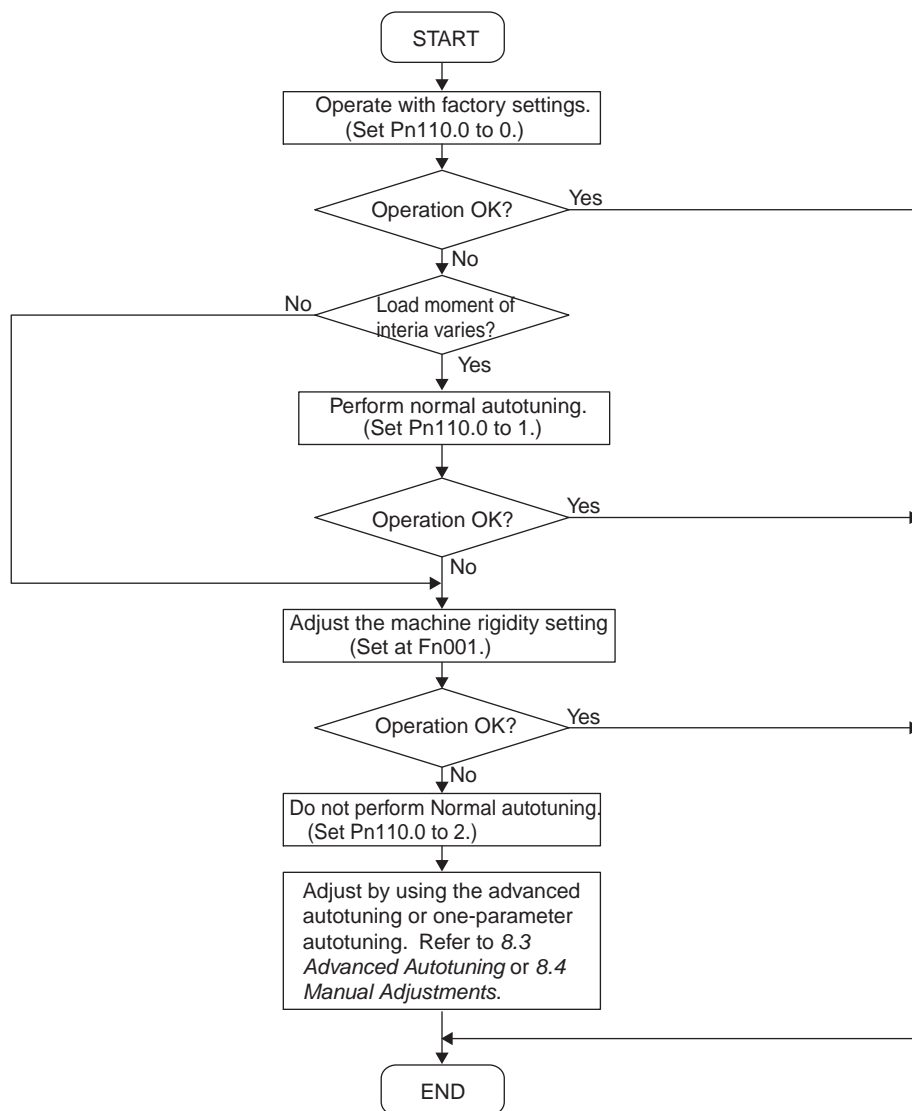 START
Operate with factory settings.
(Set Pn110.0 to 0.)
Operation OK?
Yes
No
No
Load moment of
interia varies?
Yes
Perform normal autotuning.
(Set Pn110.0 to 1.)
Operation OK?
Yes
No
Adjust the machine rigidity setting
(Set at Fn001.)
Operation OK?
Yes
No
Do not perform Normal autotuning.
(Set Pn110.0 to 2.)
Adjust by using the advanced
autotuning or one-parameter
autotuning. Refer to 8.3
Advanced Autotuning or 8.4
Manual Adjustments.
END